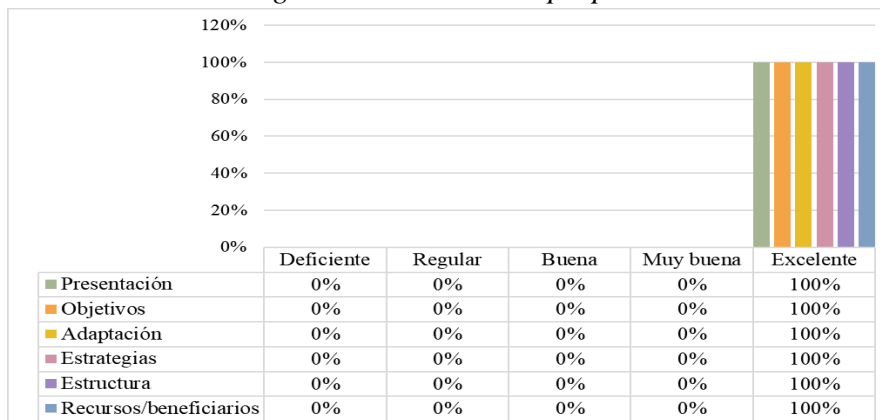 120%
100%
80%
60%
40%
20%
0%
Deficiente Regular Buena Muy buena Excelente
Presentación 0% 0% 0% 0% 100%
Objetivos 0% 0% 0% 0% 100%
Adaptación 0% 0% 0% 0% 100%
Estrategias 0% 0% 0% 0% 100%
Estructura 0% 0% 0% 0% 100%
Recursos/beneficiarios 0% 0% 0% 0% 100%